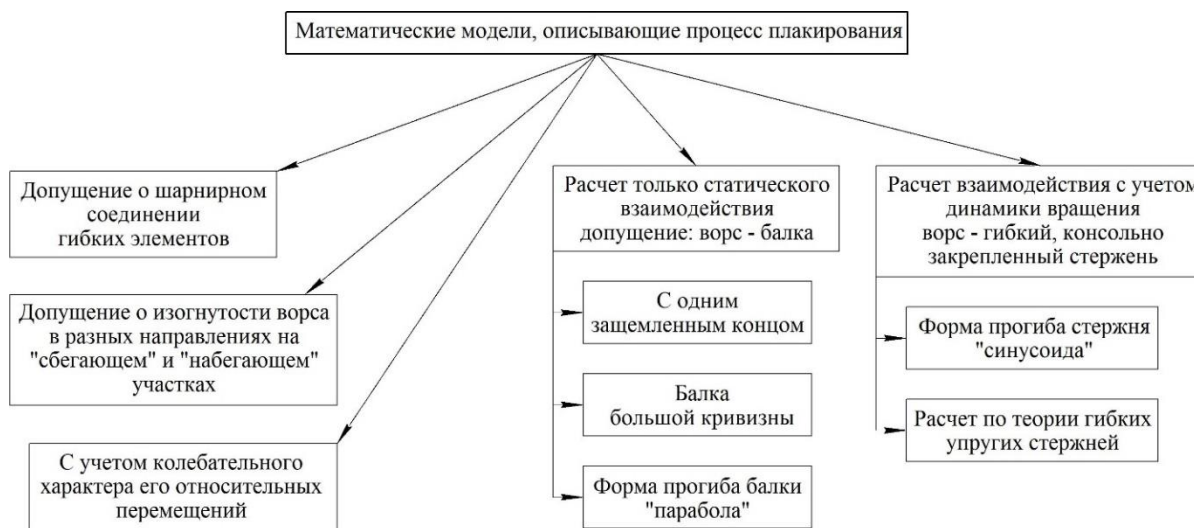 Математические модели, описывающие процесс плакирования
Допущение о шарнирном
соединении
гибких элементов
Допущение о изогнутости ворса
в разных направлениях на
"сбегающем" и "набегающем"
участках
С учетом колебательного
характера его относительных
перемещений
Расчет только статического
взаимодействия
допущение: ворс - балка
С одним
защемленным концом
Балка
большой кривизны
Форма прогиба балки
"парабола"
Расчет взаимодействия с учетом
динамики вращения
ворс - гибкий, консольно
закрепленный стержень
Форма прогиба стержня
"синусоида"
Расчет по теории гибких
упругих стержней